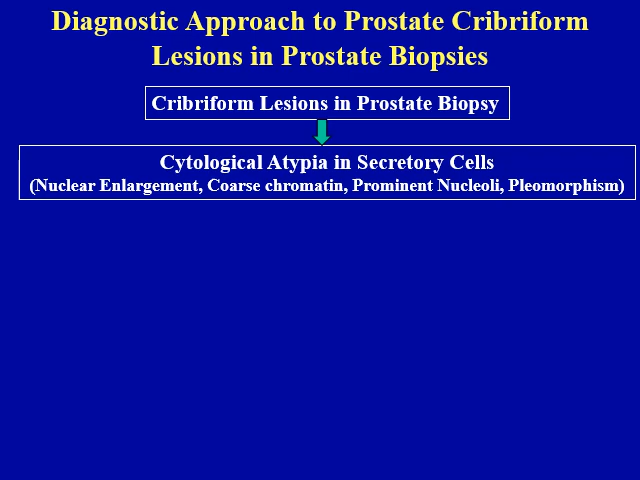 Diagnostic Approach to Prostate Cribriform
Lesions in Prostate Biopsies
Cribriform Lesions in Prostate Biopsy
Cytological Atypia in Secretory Cells
(Nuclear Enlargement, Coarse chromatin, Prominent Nucleoli, Pleomorphism)